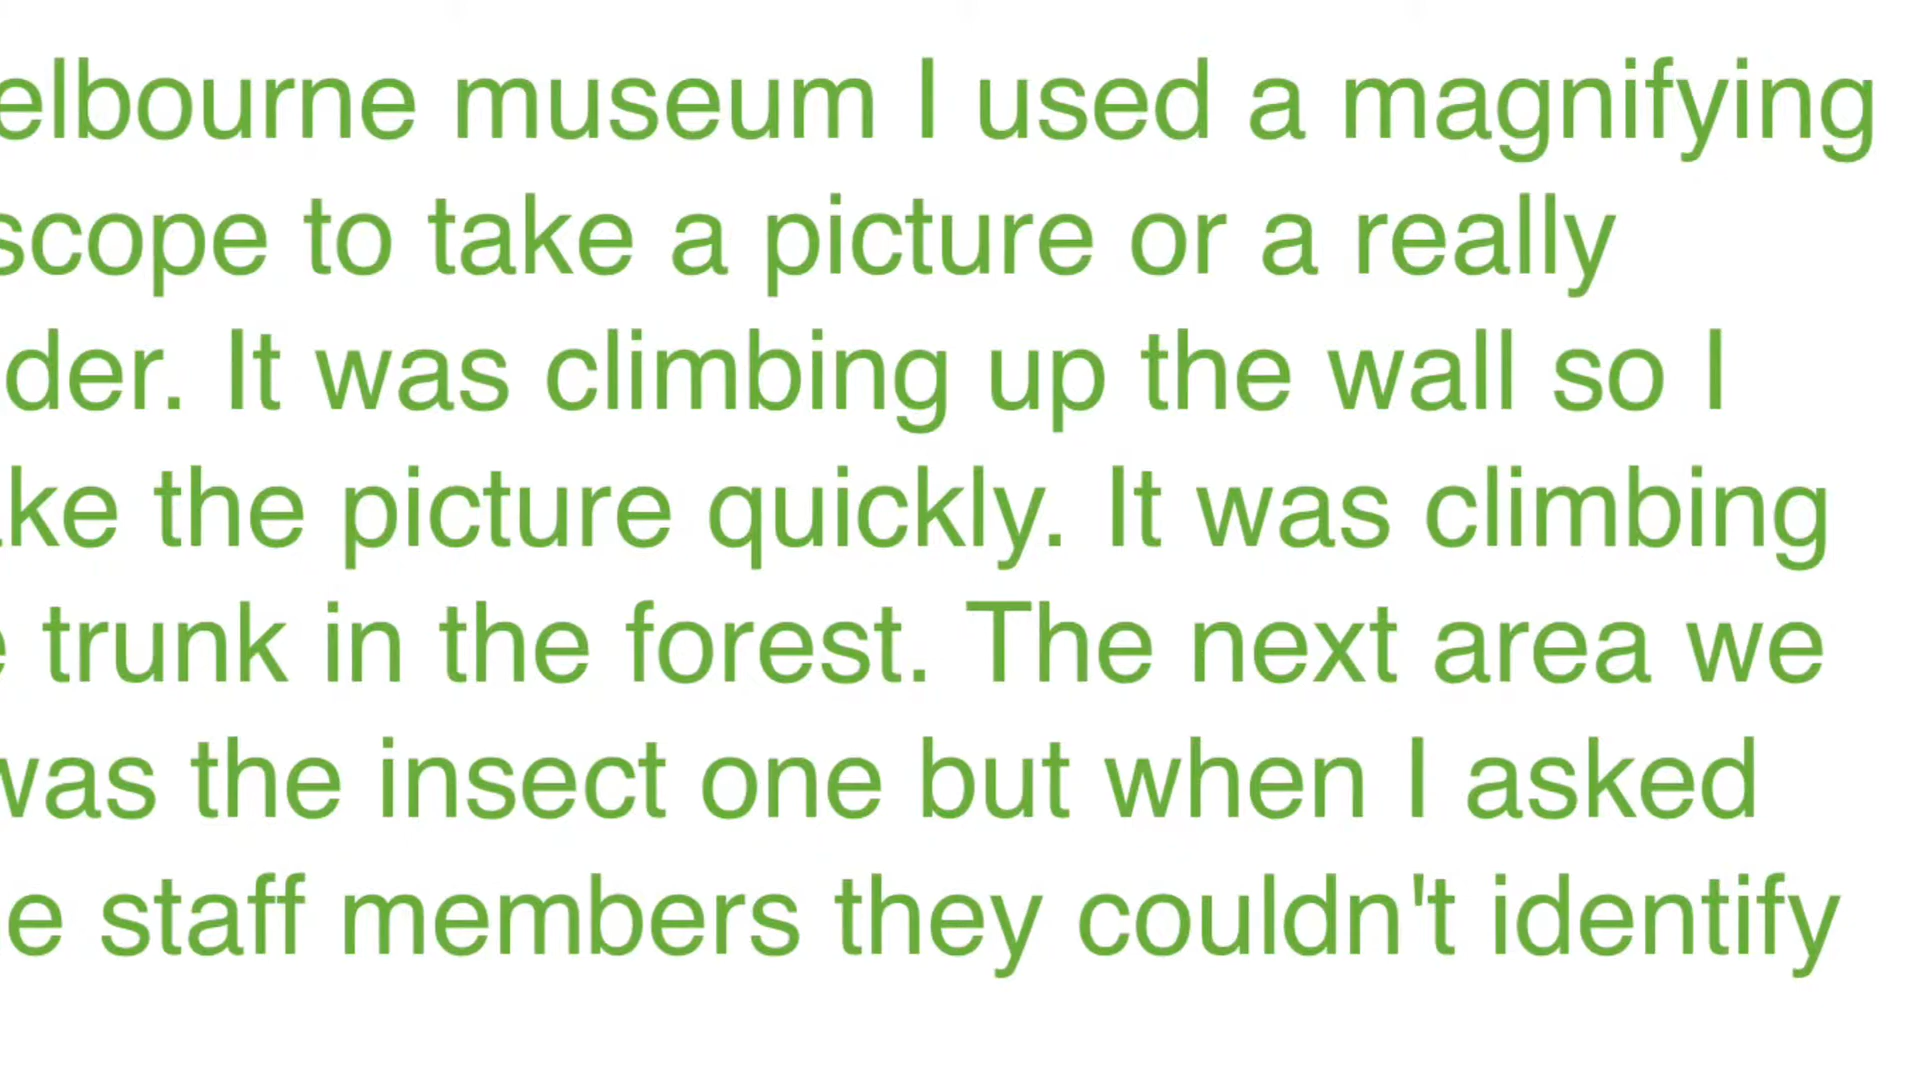 elbourne museum I used a magnifying
scope to take a picture or a really
der. It was climbing up the wall so I
ke the picture quickly. It was climbing
trunk in the forest. The next area we
was the insect one but when I asked
e staff members they couldn't identify